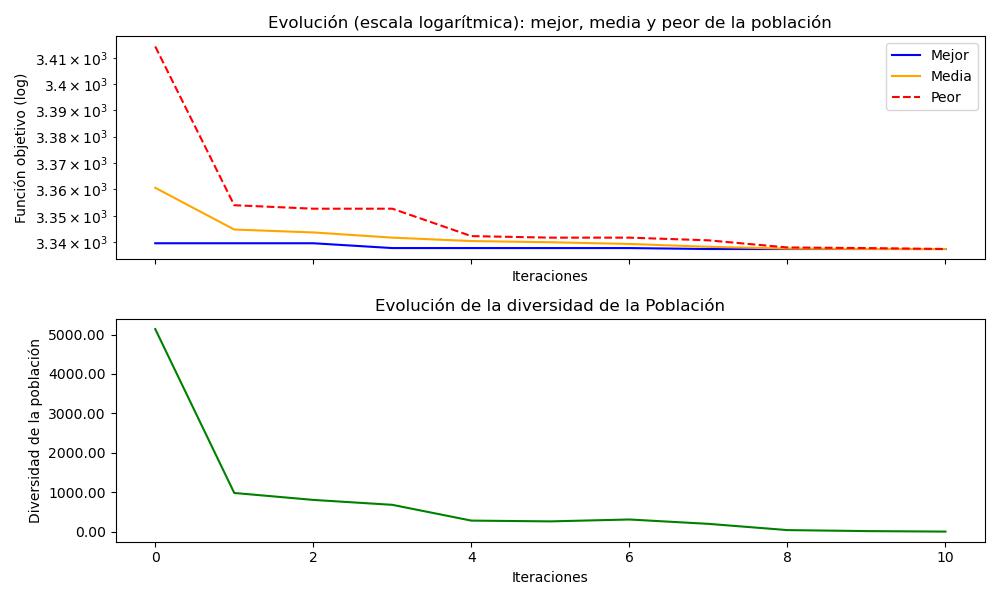 Evolución (escala logarítmica): mejor, media y peor de la población
Función objetivo (log)
3.41 × 10³
3.4 × 10³
3.39 × 10³
3.38 × 10³
3.37 × 10³
3.36 × 10³
3.35 × 10³
3.34 × 10³
Mejor
Media
Peor
Iteraciones
Evolución de la diversidad de la Población
Diversidad de la población
5000.00
4000.00
3000.00
2000.00
1000.00
0.00
0 2 4 6 8 10
Iteraciones